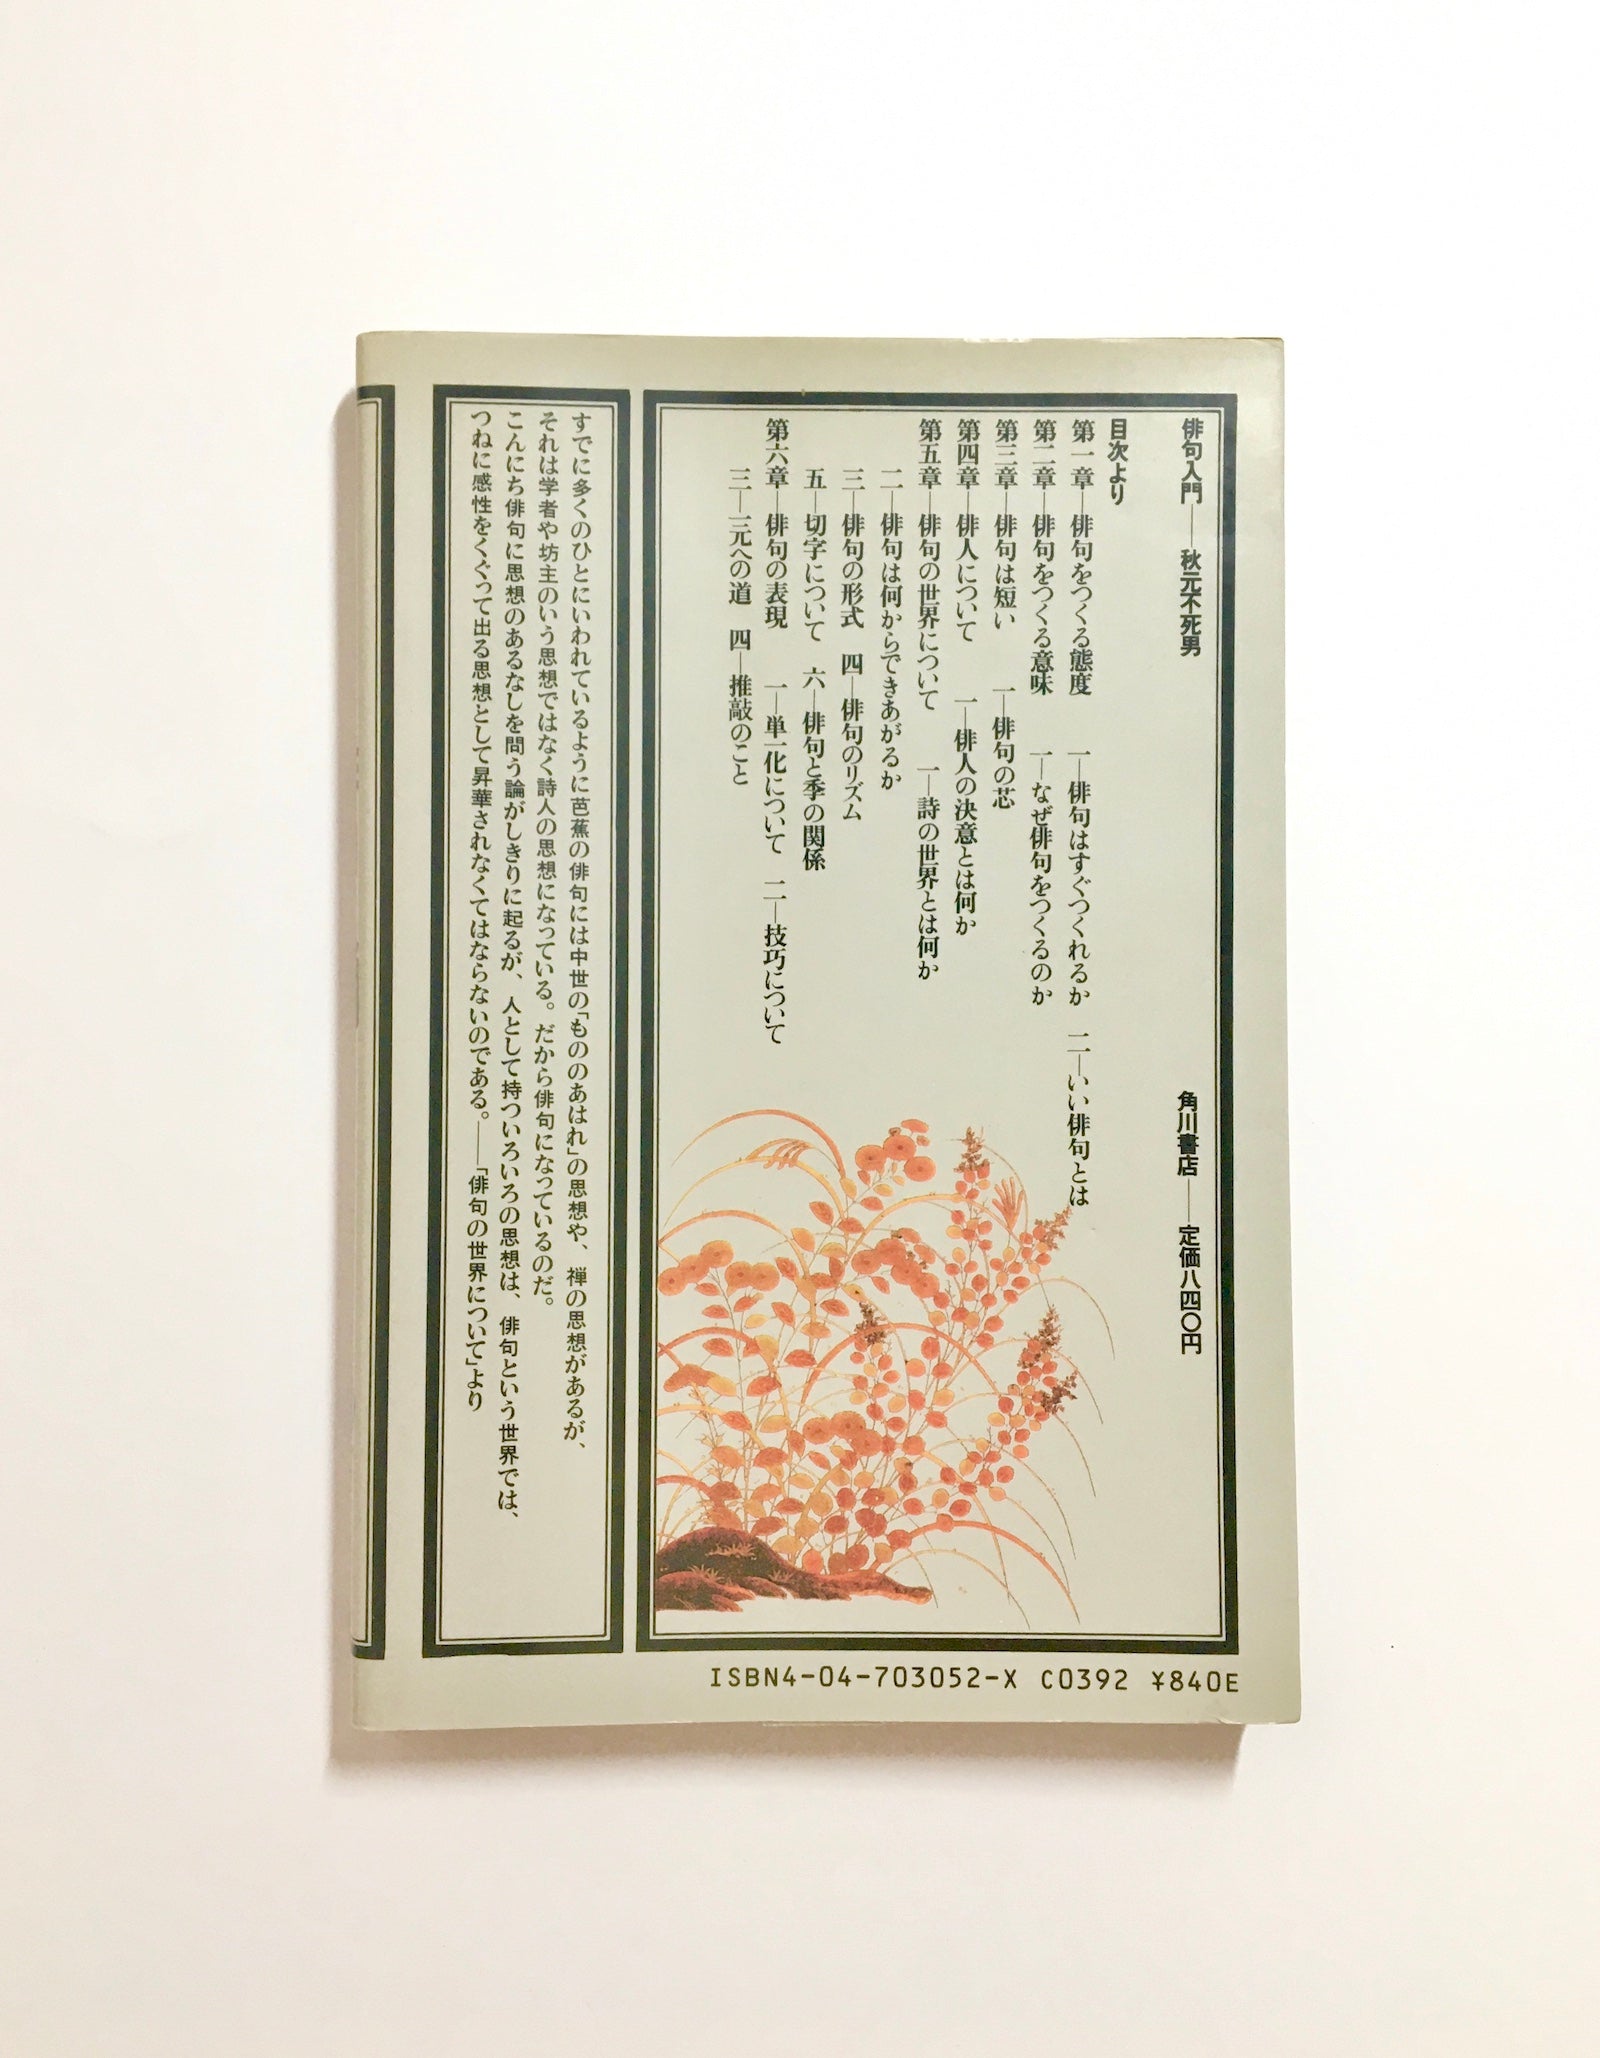 俳句入門――秋元不死男
角川書店――定価八四〇円
目次より
第一章―俳句をつくる態度 一―俳句はすぐつくれるか 二―いい俳句とは
第二章―俳句をつくる意味 一―なぜ俳句をつくるのか
第三章―俳句は短い 一―俳句の芯
第四章―俳人について 一―俳人の決意とは何か
第五章―俳句の世界について 一―詩の世界とは何か
二―俳句は何からできあがるか
三―俳句の形式 四―俳句のリズム
五―切字について 六―俳句と季の関係
第六章―俳句の表現 一―単一化について 二―技巧について
三―三元への道 四―推敲のこと
すでに多くのひとにいわれているように芭蕉の俳句には中世の「もののあはれ」の思想や、禅の思想があるが、
それは学者や坊主のいう思想ではなく詩人の思想になっている。だから俳句になっているのだ。
こんにち俳句に思想のあるなしを問う論がしきりに起るが、人として持ついろいろの思想は、俳句という世界では、
つねに感性をくぐって出る思想として昇華されなくてはならないのである。――「俳句の世界について」より
ISBN4-04-703052-X C0392 ¥840E